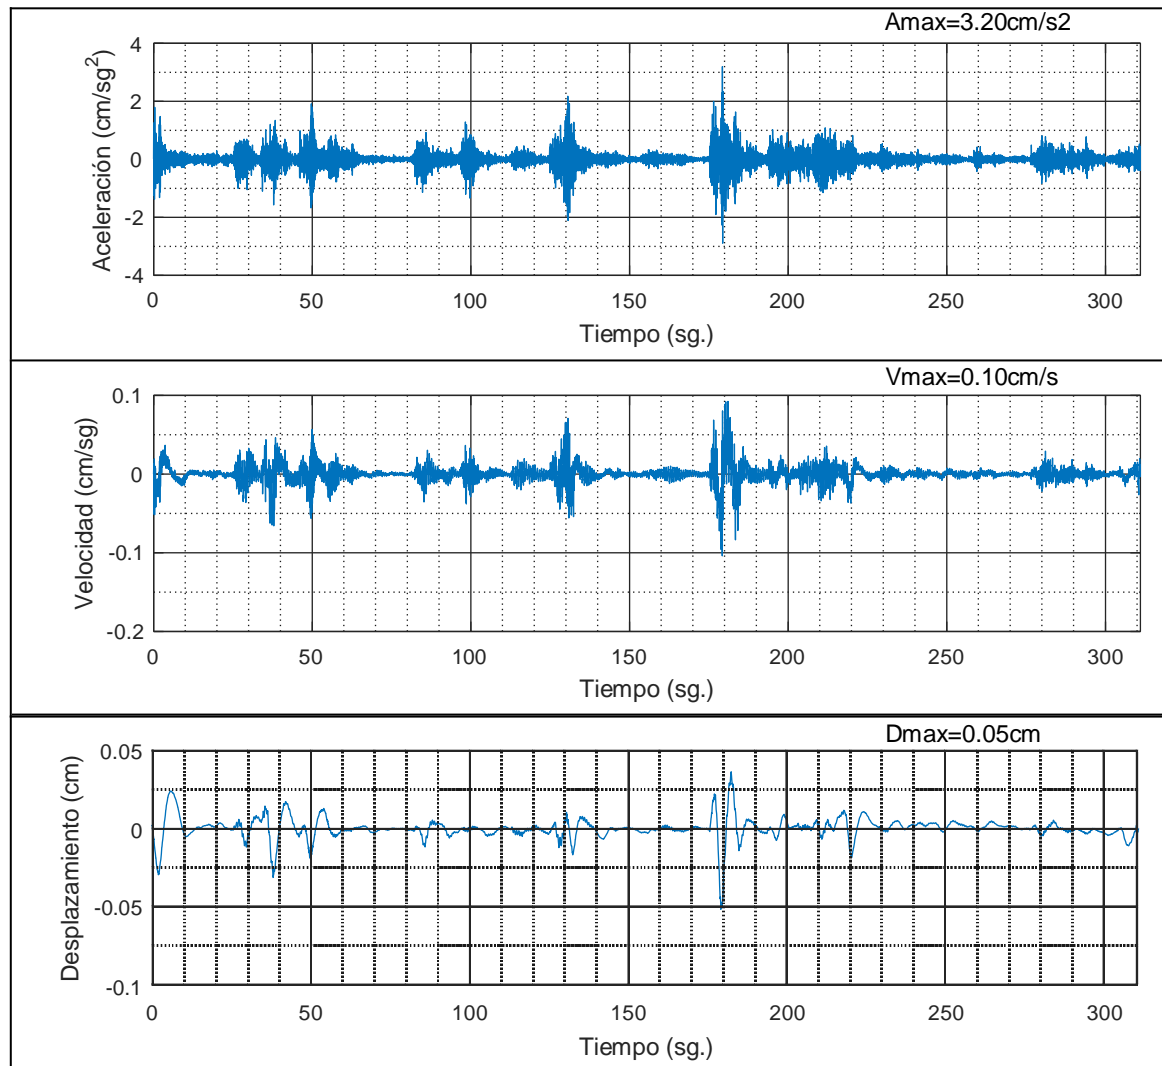 Amax=3.20cm/s2
Aceleración (cm/sg²)
4
2
0
-2
-4
0 50 100 150 200 250 300
Tiempo (sg.)
Vmax=0.10cm/s
Velocidad (cm/sg)
0.1
0
-0.1
-0.2
0 50 100 150 200 250 300
Tiempo (sg.)
Dmax=0.05cm
Desplazamiento (cm)
0.05
0
-0.05
-0.1
0 50 100 150 200 250 300
Tiempo (sg.)